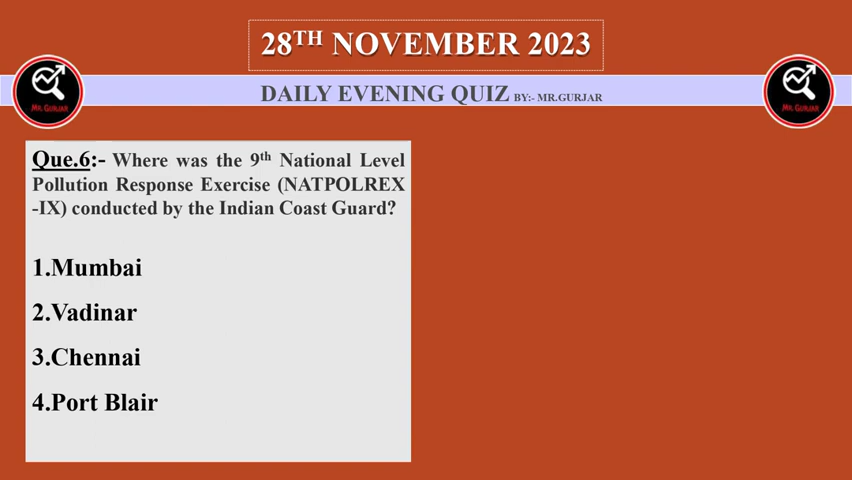 28TH NOVEMBER 2023
DAILY EVENING QUIZ BY:- MR.GURJAR
MR.GURJAR
MR.GURJAR
Que.6:- Where was the 9th National Level
Pollution Response Exercise (NATPOLREX
-IX) conducted by the Indian Coast Guard?
1.Mumbai
2.Vadinar
3.Chennai
4.Port Blair